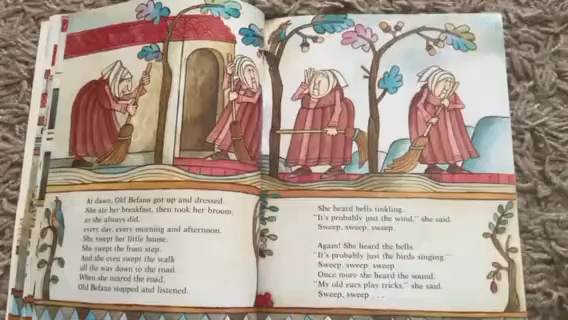 At dawn, Old Befana got up and dressed.
She ate her breakfast, then took her broom,
as she always did,
every day, every morning and afternoon.
She swept her little house.
She swept the front step.
And she even swept the walk
all the way down to the road.
When she neared the road,
Old Befana stopped and listened.
She heard bells tinkling.
"It's probably just the wind," she said.
Sweep, sweep, sweep.
Again! She heard the bells.
"It's probably just the birds singing."
Sweep, sweep, sweep.
Once more she heard the sound.
"My old ears play tricks," she said.
Sweep, sweep . . .